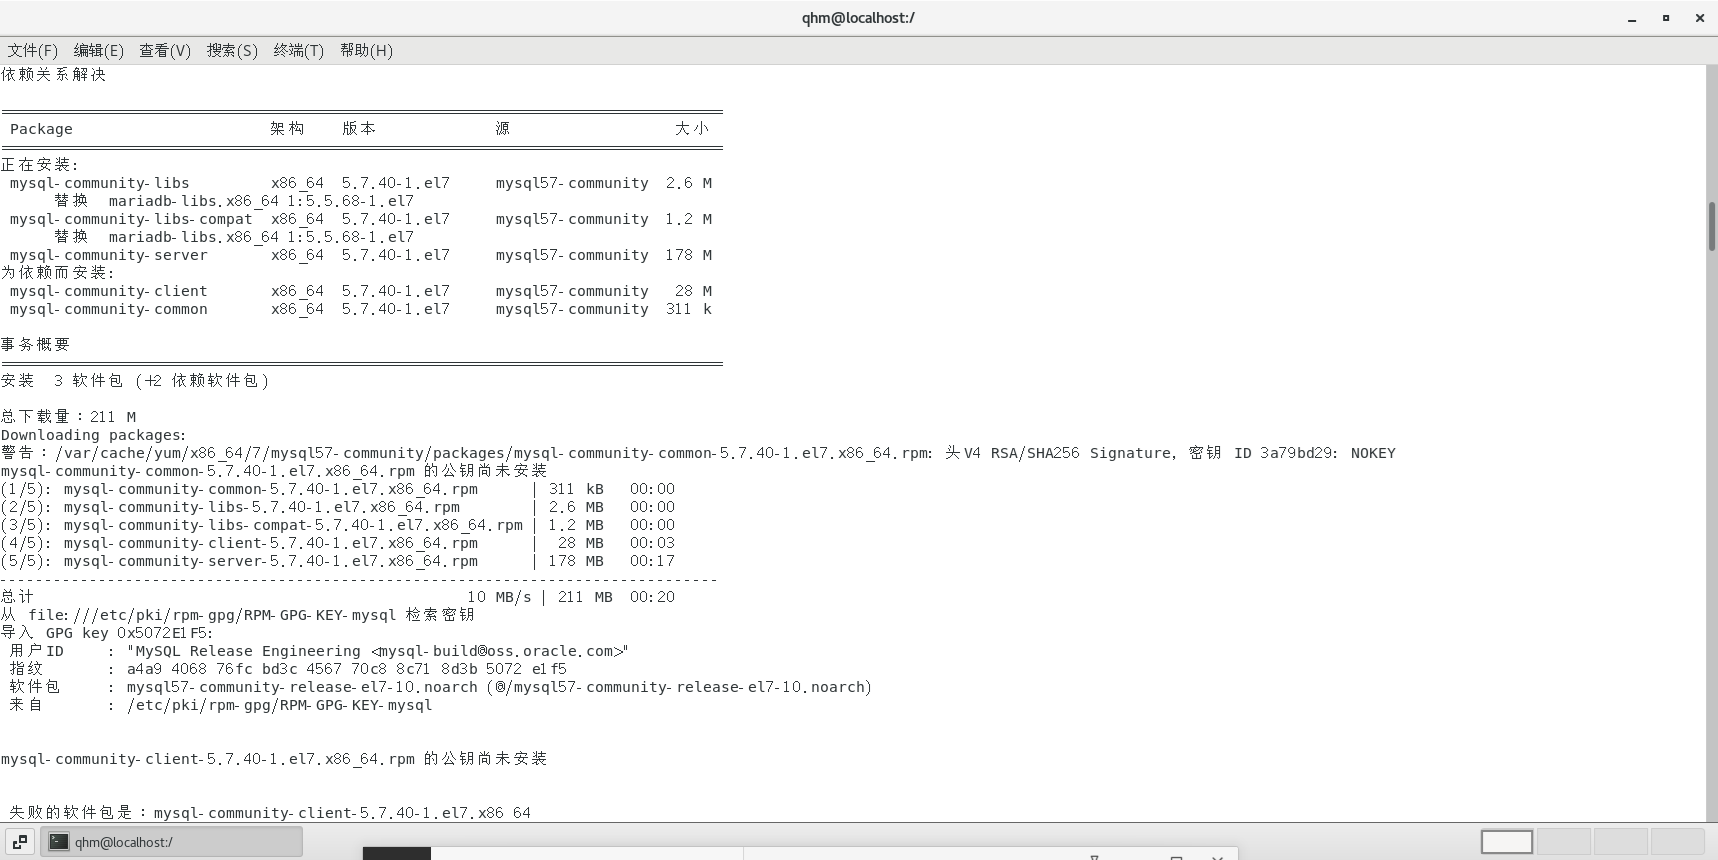 qhm@localhost:/
文件(F) 编辑(E) 查看(V) 搜索(S) 终端(T) 帮助(H)
依赖关系解决
Package 架构 版本 源 大小
正在安装:
mysql-community-libs x86_64 5.7.40-1.el7 mysql57-community 2.6 M
替换 mariadb-libs.x86_64 1:5.5.68-1.el7
mysql-community-libs-compat x86_64 5.7.40-1.el7 mysql57-community 1.2 M
替换 mariadb-libs.x86_64 1:5.5.68-1.el7
mysql-community-server x86_64 5.7.40-1.el7 mysql57-community 178 M
为依赖而安装:
mysql-community-client x86_64 5.7.40-1.el7 mysql57-community 28 M
mysql-community-common x86_64 5.7.40-1.el7 mysql57-community 311 k
事务概要
安装 3 软件包 (+2 依赖软件包)
总下载量：211 M
Downloading packages:
警告：/var/cache/yum/x86_64/7/mysql57-community/packages/mysql-community-common-5.7.40-1.el7.x86_64.rpm: 头V4 RSA/SHA256 Signature, 密钥 ID 3a79bd29: NOKEY
mysql-community-common-5.7.40-1.el7.x86_64.rpm 的公钥尚未安装
(1/5): mysql-community-common-5.7.40-1.el7.x86_64.rpm | 311 kB 00:00
(2/5): mysql-community-libs-5.7.40-1.el7.x86_64.rpm | 2.6 MB 00:00
(3/5): mysql-community-libs-compat-5.7.40-1.el7.x86_64.rpm | 1.2 MB 00:00
(4/5): mysql-community-client-5.7.40-1.el7.x86_64.rpm | 28 MB 00:03
(5/5): mysql-community-server-5.7.40-1.el7.x86_64.rpm | 178 MB 00:17
--------------------------------------------------------------------------------
总计 10 MB/s | 211 MB 00:20
从 file:///etc/pki/rpm-gpg/RPM-GPG-KEY-mysql 检索密钥
导入 GPG key 0x5072E1F5:
用户ID : "MySQL Release Engineering <mysql-build@oss.oracle.com>"
指纹 : a4a9 4068 76fc bd3c 4567 70c8 8c71 8d3b 5072 e1f5
软件包 : mysql57-community-release-el7-10.noarch (@/mysql57-community-release-el7-10.noarch)
来自 : /etc/pki/rpm-gpg/RPM-GPG-KEY-mysql
mysql-community-client-5.7.40-1.el7.x86_64.rpm 的公钥尚未安装
失败的软件包是：mysql-community-client-5.7.40-1.el7.x86_64
qhm@localhost:/